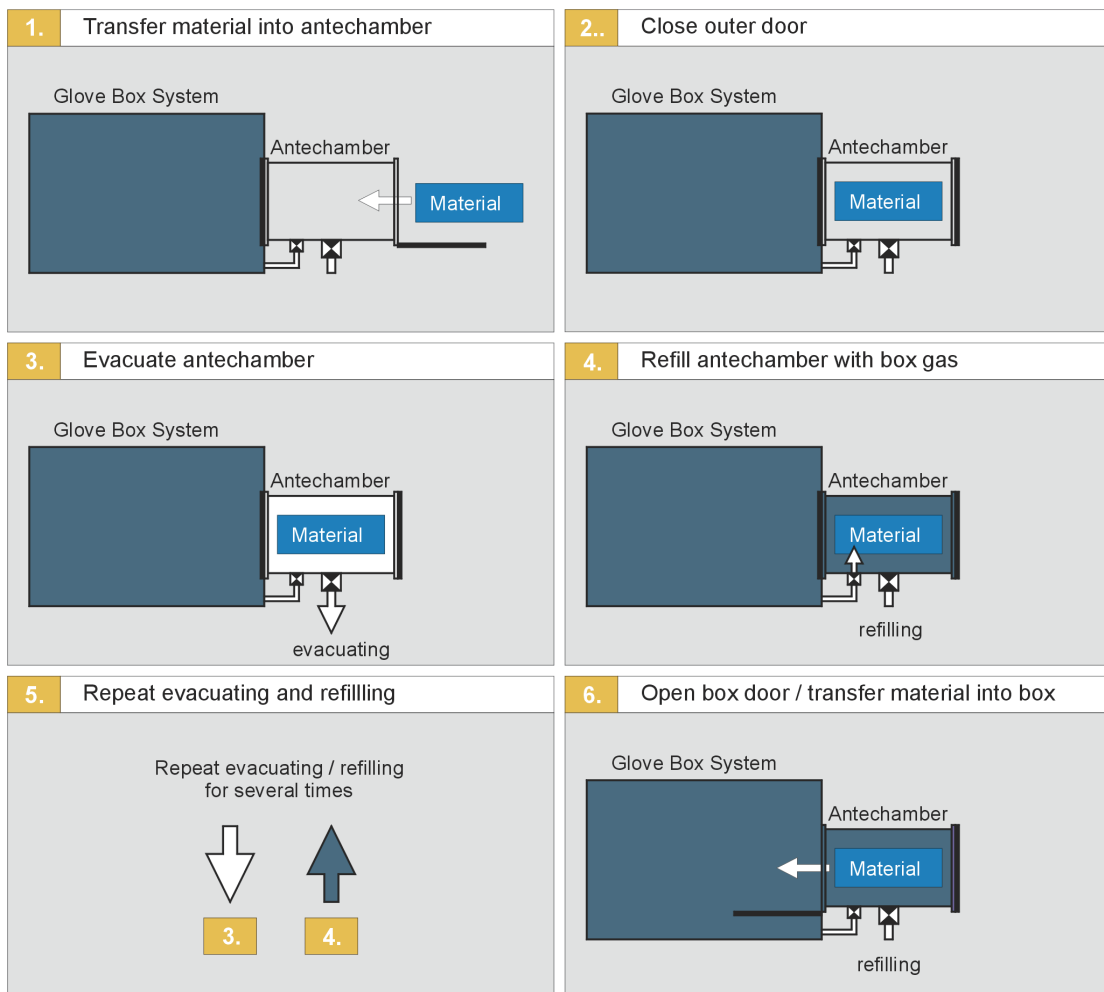 1. Transfer material into antechamber
Glove Box System
Antechamber
Material
2.. Close outer door
Glove Box System
Antechamber
Material
3. Evacuate antechamber
Glove Box System
Antechamber
Material
evacuating
4. Refill antechamber with box gas
Glove Box System
Antechamber
Material
refilling
5. Repeat evacuating and refillling
Repeat evacuating / refilling
for several times
3. 4.
6. Open box door / transfer material into box
Glove Box System
Antechamber
Material
refilling